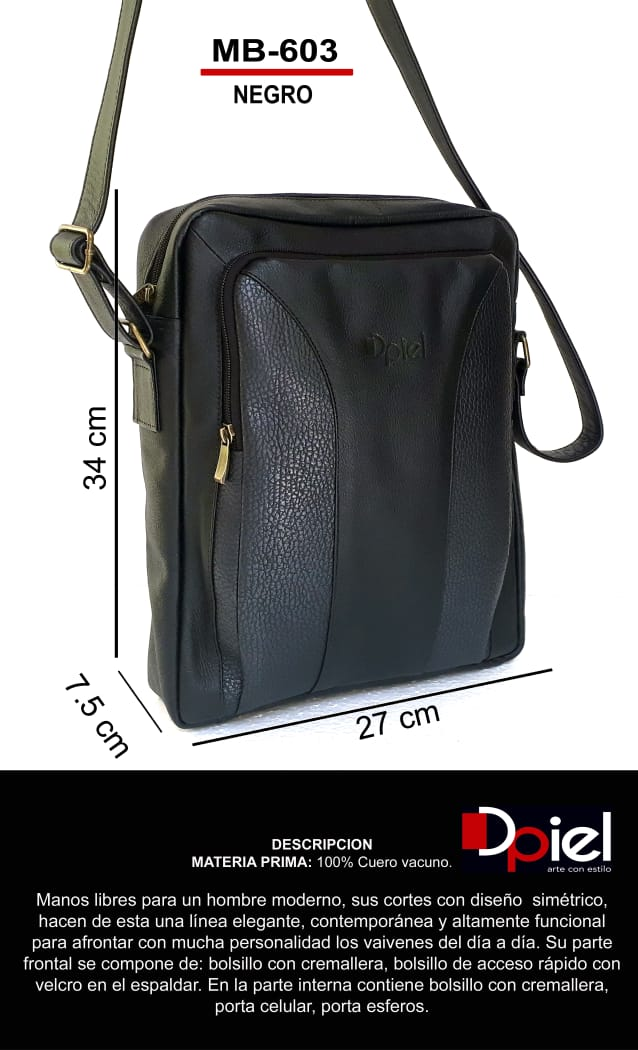 MB-603
NEGRO
Dpiel
34 cm
7.5 cm
27 cm
Dpiel
arte con estilo
DESCRIPCION
MATERIA PRIMA: 100% Cuero vacuno.
Manos libres para un hombre moderno, sus cortes con diseño simétrico,
hacen de esta una línea elegante, contemporánea y altamente funcional
para afrontar con mucha personalidad los vaivenes del día a día. Su parte
frontal se compone de: bolsillo con cremallera, bolsillo de acceso rápido con
velcro en el espaldar. En la parte interna contiene bolsillo con cremallera,
porta celular, porta esferos.